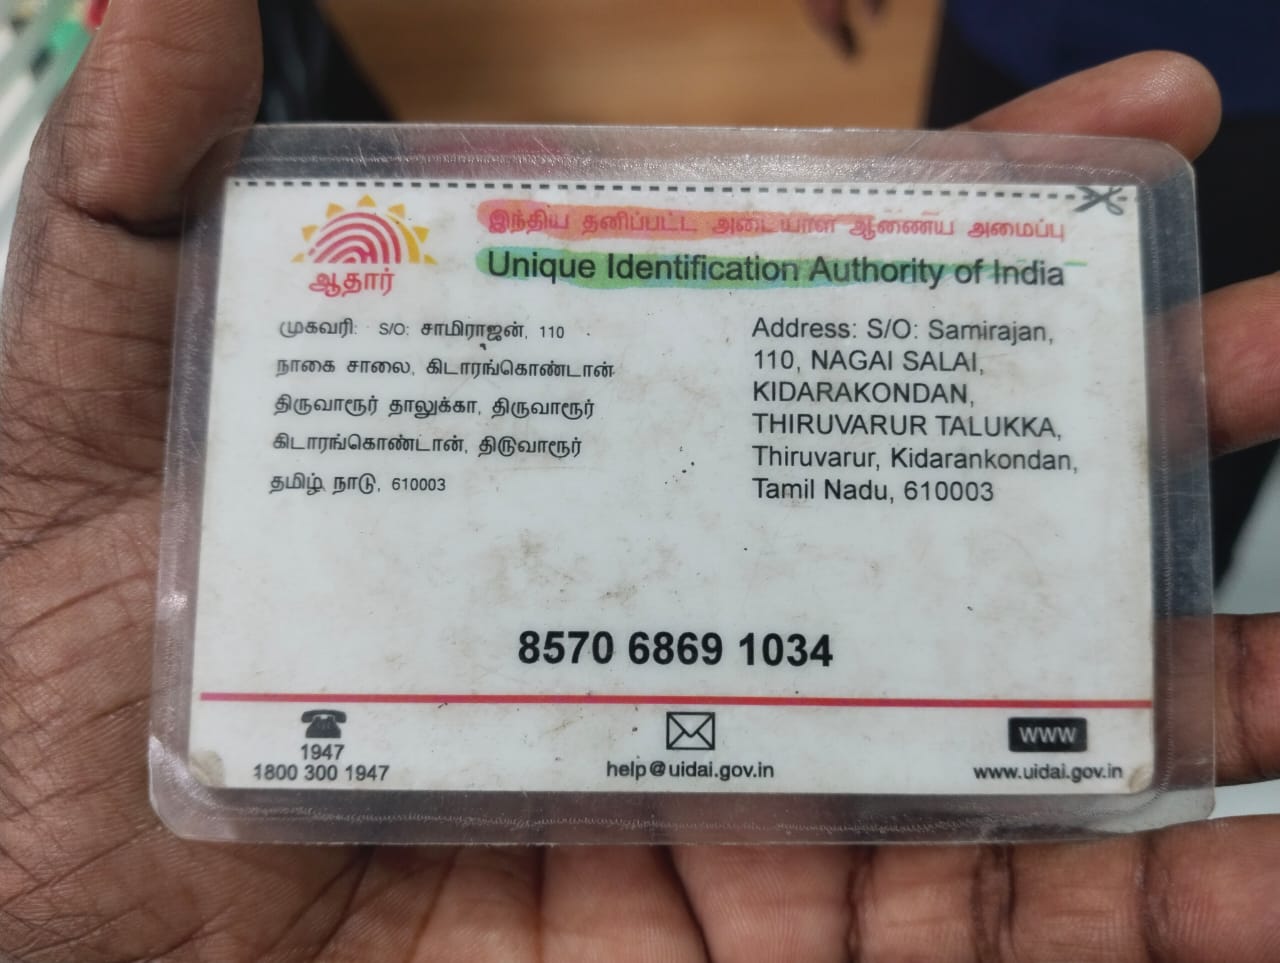 இந்திய தனிப்பட்ட அடையாள ஆணைய அமைப்பு
Unique Identification Authority of India
ஆதார்
முகவரி: S/O: சாமிராஜன், 110
நாகை சாலை, கிடாரங்கொண்டான்
திருவாரூர் தாலுக்கா, திருவாரூர்
கிடாரங்கொண்டான், திருவாரூர்
தமிழ் நாடு, 610003
Address: S/O: Samirajan,
110, NAGAI SALAI,
KIDARAKONDAN,
THIRUVARUR TALUKKA,
Thiruvarur, Kidarankondan,
Tamil Nadu, 610003
8570 6869 1034
1947
1800 300 1947
help@uidai.gov.in
www
www.uidai.gov.in